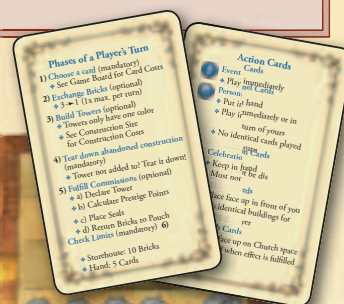 Phases of a Player's Turn
1) Choose a card (mandatory)
❖ See Game Board for Card Costs
2) Exchange Bricks (optional)
❖ 3→1 (1x max. per turn)
3) Build Towers (optional)
❖ Towers only have one color
❖ See Construction Site
for Construction Costs
4) Tear down abandoned construction
(mandatory)
❖ Tower not added to? Tear it down!
5) Fulfill Commissions (optional)
❖ a) Declare Tower
❖ b) Calculate Prestige Points
❖ c) Place Seals
❖ d) Return Bricks to Pouch
Check Limits (mandatory) 6)
❖ Storehouse: 10 Bricks
❖ Hand: 5 Cards
Action Cards
Event Cards
❖ Play immediately
Cards
❖ Put hand
❖ Play immediately or in
turn of yours
❖ No identical cards played
Cards
❖ Keep in hand
Must not be
face up in front of you
identical buildings for
Cards
face up on Church space
when effect is fulfilled